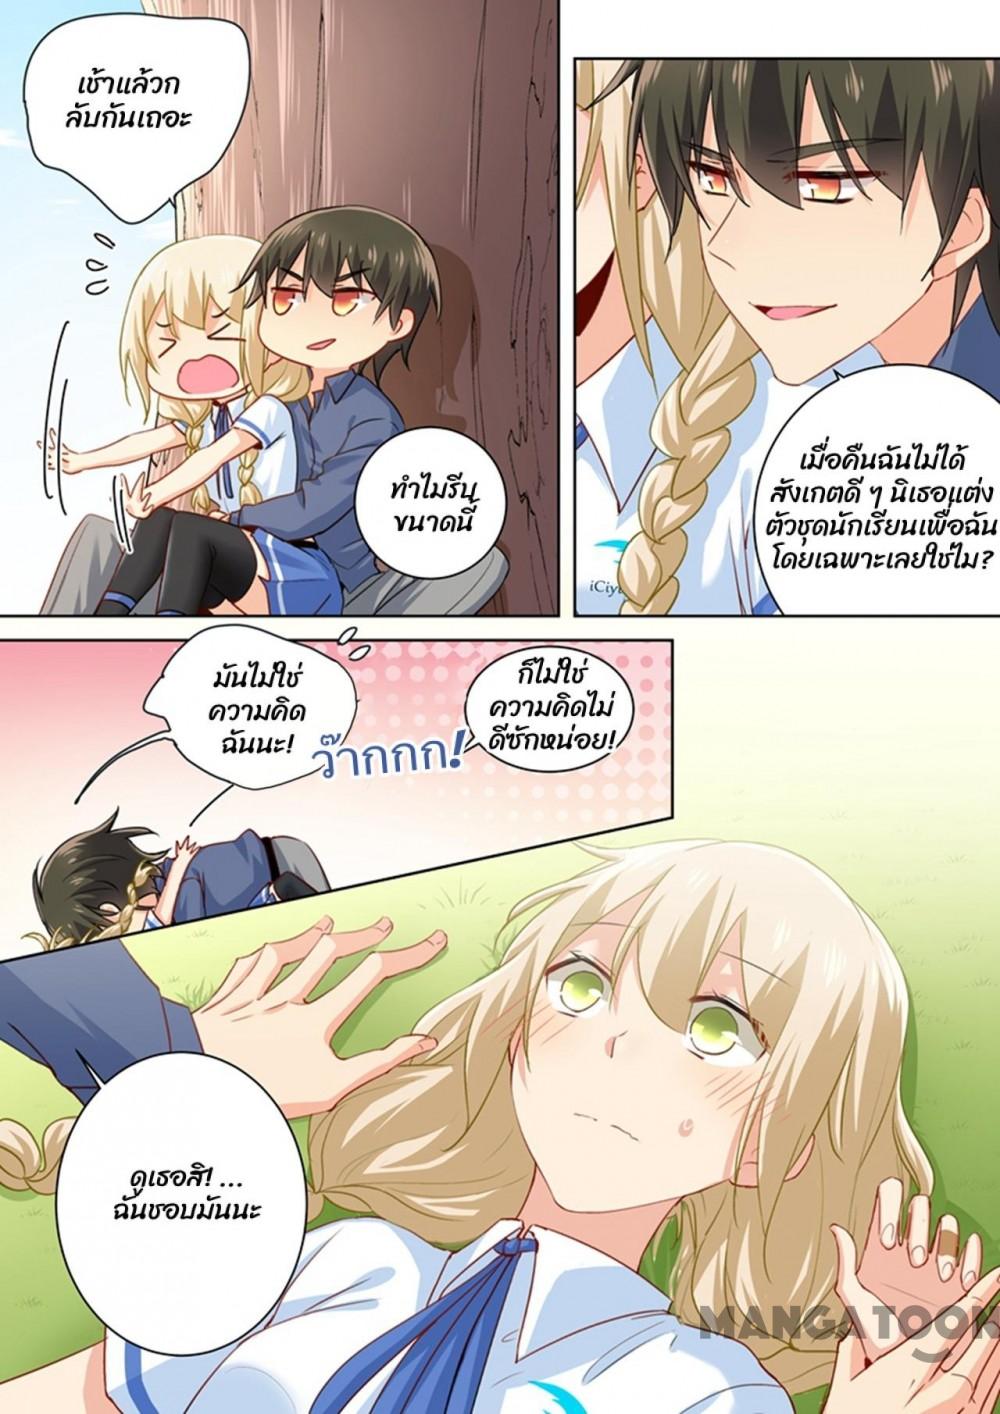 เช้าแล้วก
ลับกันเถอะ
ทำไมรีบ
ขนาดนี้
เมื่อคืนฉันไม่ได้
สังเกตดี ๆ นิเธอแต่ง
ตัวชุดนักเรียนเพื่อฉัน
โดยเฉพาะเลยใช่ไม?
iCiyu
มันไม่ใช่
ความคิด
ฉันนะ!
ว๊ากกก!
ก็ไม่ใช่
ความคิดไม่
ดีซักหน่อย!
ดูเธอสิ! ...
ฉันชอบมันนะ
MANGATOON